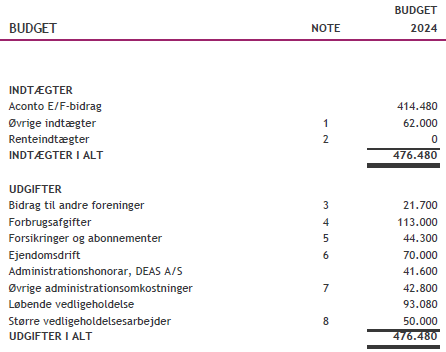 BUDGET
BUDGET NOTE 2024
INDTÆGTER
Aconto E/F-bidrag 414.480
Øvrige indtægter 1 62.000
Renteindtægter 2 0
INDTÆGTER I ALT 476.480
UDGIFTER
Bidrag til andre foreninger 3 21.700
Forbrugsafgifter 4 113.000
Forsikringer og abonnementer 5 44.300
Ejendomsdrift 6 70.000
Administrationshonorar, DEAS A/S 41.600
Øvrige administrationsomkostninger 7 42.800
Løbende vedligeholdelse 93.080
Større vedligeholdelsesarbejder 8 50.000
UDGIFTER I ALT 476.480